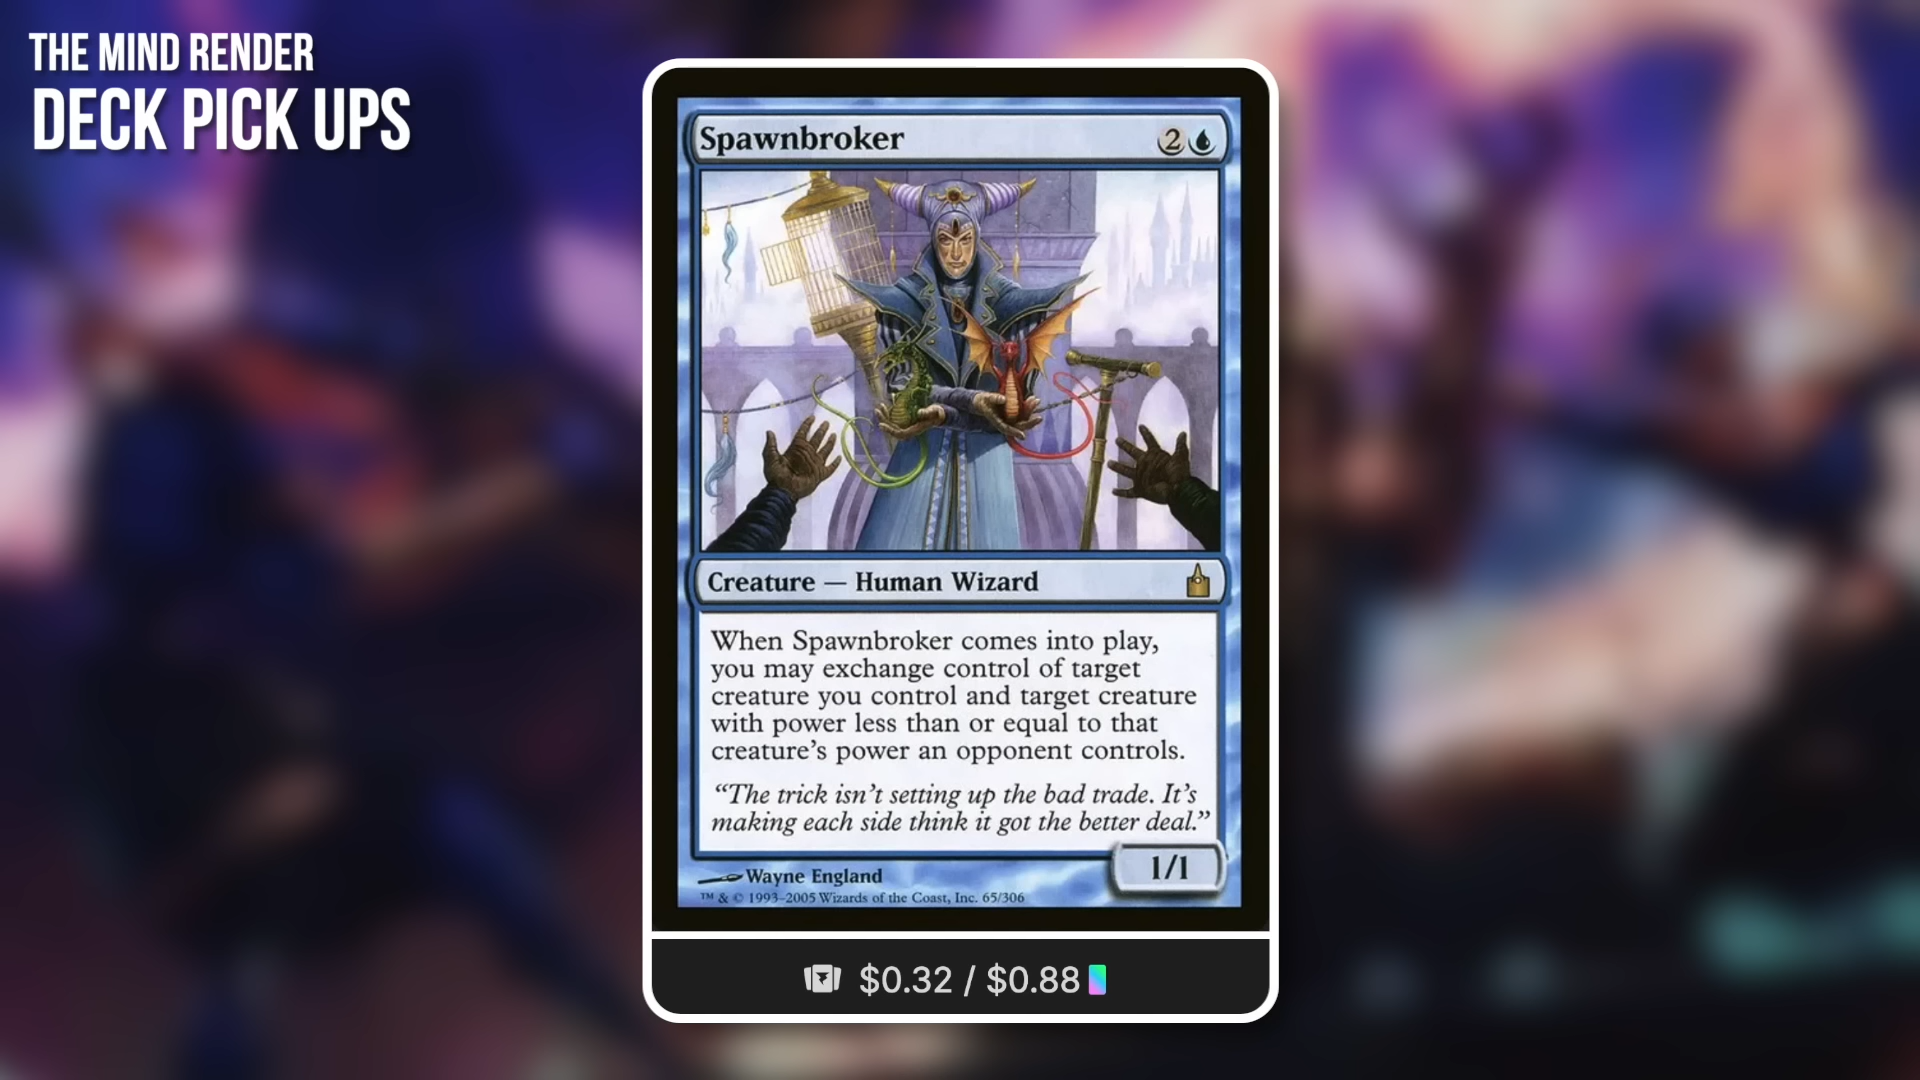 THE MIND RENDER
DECK PICK UPS
Spawnbroker 2
Creature — Human Wizard
When Spawnbroker comes into play,
you may exchange control of target
creature you control and target creature
with power less than or equal to that
creature's power an opponent controls.
“The trick isn't setting up the bad trade. It's
making each side think it got the better deal.”
1/1
Wayne England
™ & © 1993–2005 Wizards of the Coast, Inc. 65/306
$0.32 / $0.88